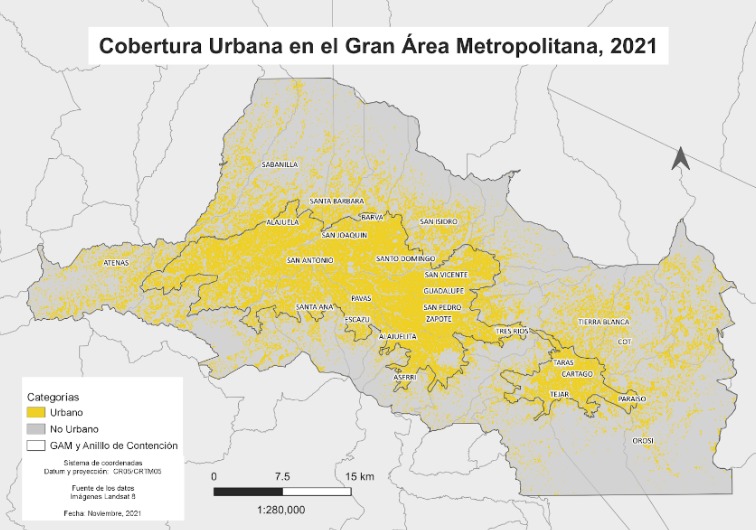 Cobertura Urbana en el Gran Área Metropolitana, 2021
SABANILLA
SANTA BARBARA
ALAJUELA
BARVA
SAN ISIDRO
SAN JOAQUIN
ATENAS
SAN ANTONIO
SANTO DOMINGO
SAN VICENTE
GUADALUPE
PAVAS
SANTA ANA
SAN PEDRO
ESCAZU
ZAPOTE
TIERRA BLANCA
TRES RIOS
ALAJUELITA
COT
TARAS
CARTAGO
ASERRI
TEJAR
PARAISO
OROSI
Categorías
Urbano
No Urbano
GAM y Anilllo de Contención
Sistema de coordenadas
Datum y proyección: CR05/CRTM05
Fuente de los datos
Imágenes Landsat 8
Fecha: Noviembre, 2021
0 7.5 15 km
1:280,000